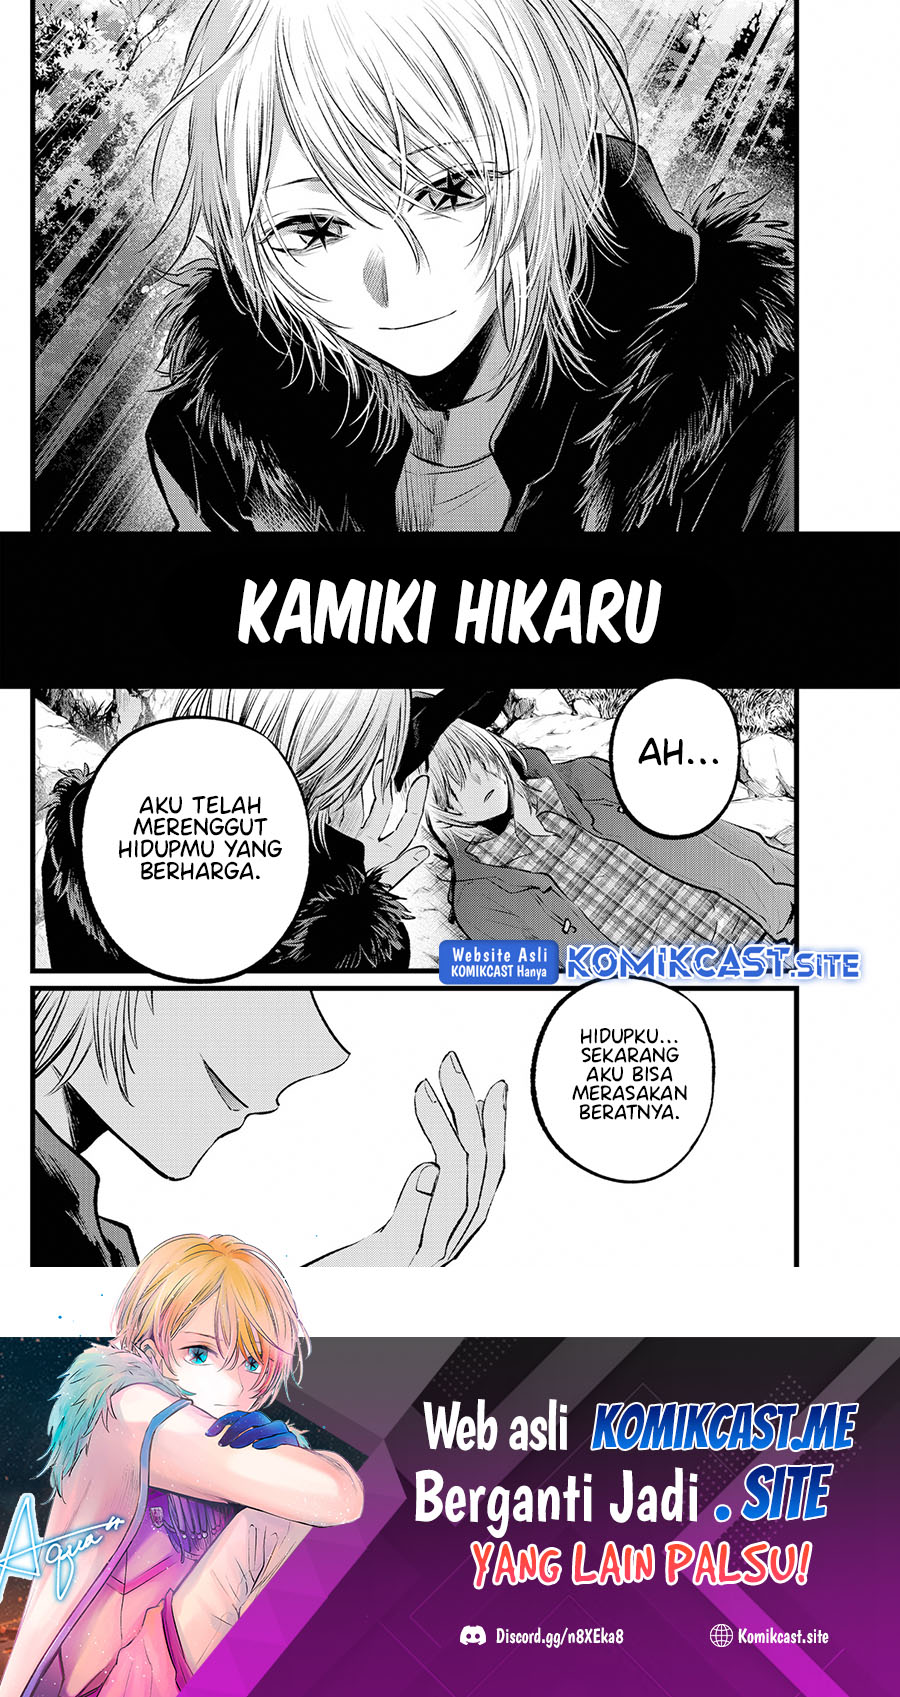 KAMIKI HIKARU
AH...
AKU TELAH
MERENGGUT
HIDUPMU YANG
BERHARGA.
Website Asli
KOMIKCAST Hanya
KOMIKCAST.SITE
HIDUPKU...
SEKARANG
AKU BISA
MERASAKAN
BERATNYA.
Web asli KOMIKCAST.ME
Berganti Jadi .SITE
YANG LAIN PALSU!
Aqua
Discord.gg/n8XEka8
Komikcast.site